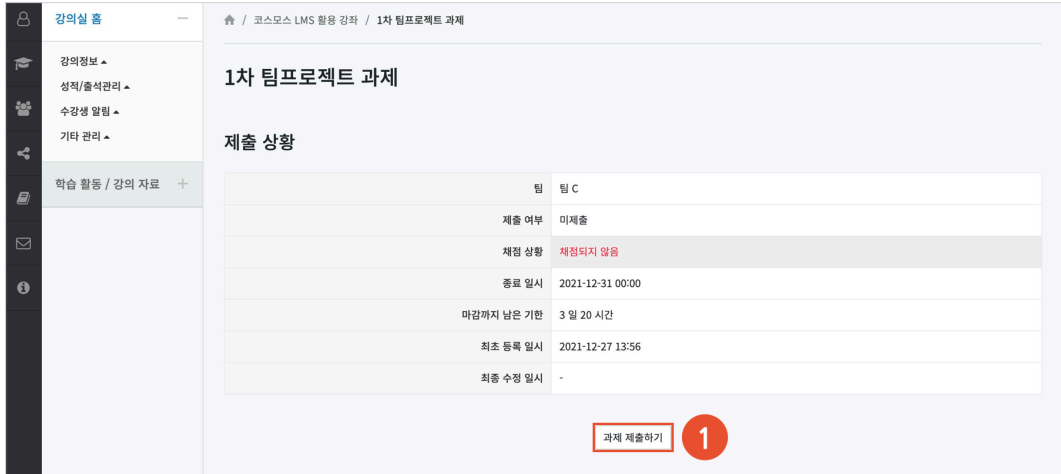 강의실 홈
강의정보
성적/출석관리
수강생 알림
기타 관리
학습 활동 / 강의 자료
/ 코스모스 LMS 활용 강좌 / 1차 팀프로젝트 과제
1차 팀프로젝트 과제
제출 상황
팀 팀 C
제출 여부 미제출
채점 상황 채점되지 않음
종료 일시 2021-12-31 00:00
마감까지 남은 기한 3 일 20 시간
최초 등록 일시 2021-12-27 13:56
최종 수정 일시 -
과제 제출하기 1